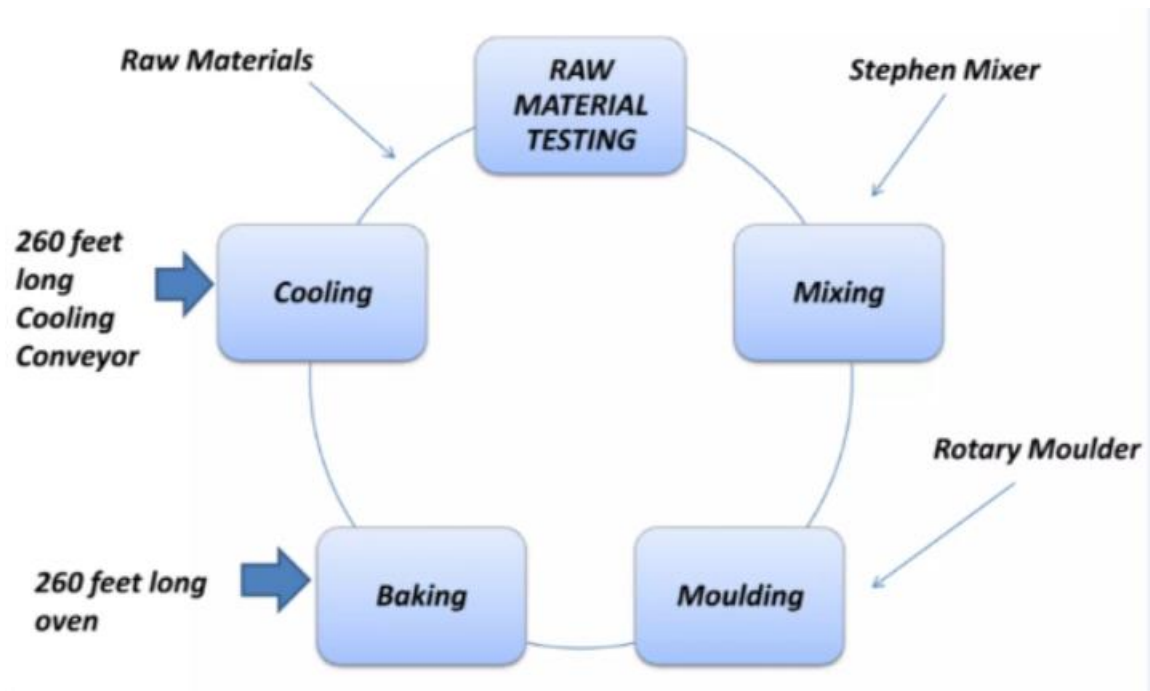 Raw Materials
RAW
MATERIAL
TESTING
Stephen Mixer
260 feet
long
Cooling
Conveyor
Cooling
Mixing
Rotary Moulder
260 feet long
oven
Baking
Moulding